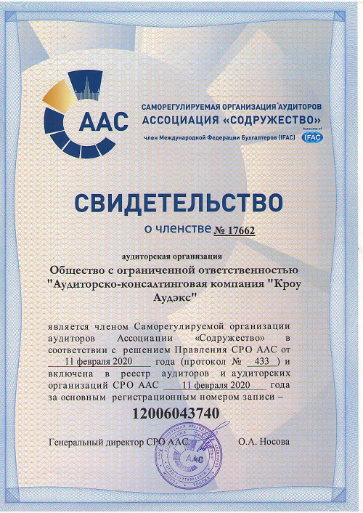 ААС
САМОРЕГУЛИРУЕМАЯ ОРГАНИЗАЦИЯ АУДИТОРОВ
АССОЦИАЦИЯ «СОДРУЖЕСТВО»
член Международной Федерации Бухгалтеров (IFAC)
IFAC
СВИДЕТЕЛЬСТВО
о членстве № 17662
аудиторская организация
Общество с ограниченной ответственностью
"Аудиторско-консалтинговая компания "Кроу
Аудэкс"
является членом Саморегулируемой организации
аудиторов Ассоциации «Содружество» в
соответствии с решением Правления СРО ААС от
11 февраля 2020 года (протокол № 433 ) и
включена в реестр аудиторов и аудиторских
организаций СРО ААС 11 февраля 2020 года
за основным регистрационным номером записи –
12006043740
Генеральный директор СРО ААС О.А. Носова
ААС